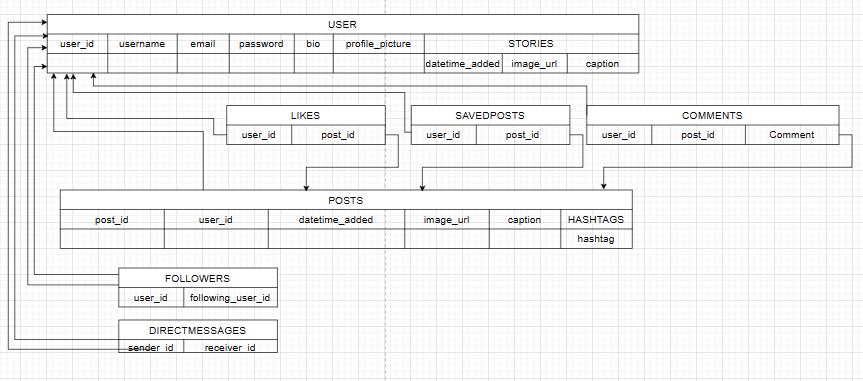 USER
user_id username email password bio profile_picture STORIES
datetime_added image_url caption
LIKES SAVEDPOSTS COMMENTS
user_id post_id user_id post_id user_id post_id Comment
POSTS
post_id user_id datetime_added image_url caption HASHTAGS
hashtag
FOLLOWERS
user_id following_user_id
DIRECTMESSAGES
sender_id receiver_id